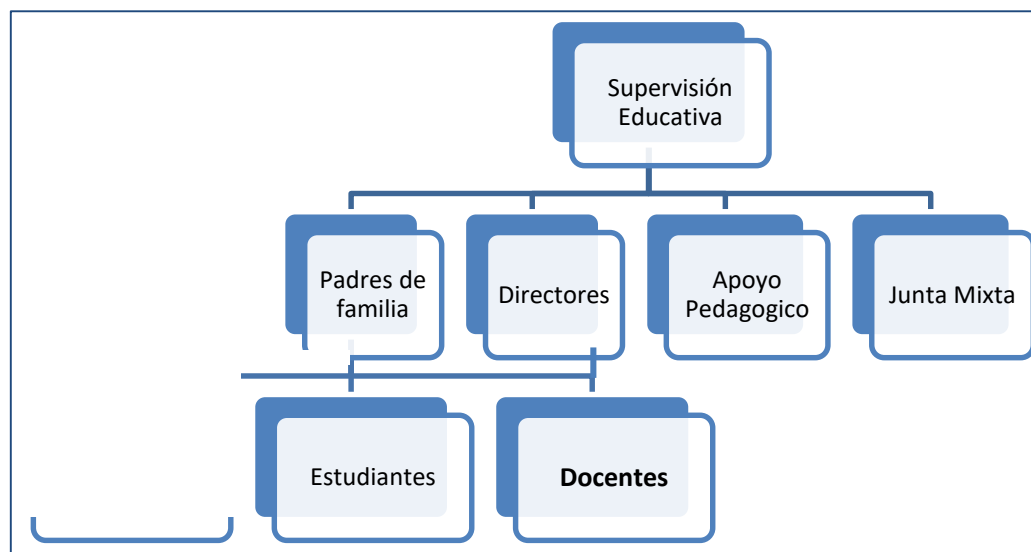 Supervisión
Educativa
Padres de
familia
Directores
Apoyo
Pedagogico
Junta Mixta
Estudiantes
Docentes